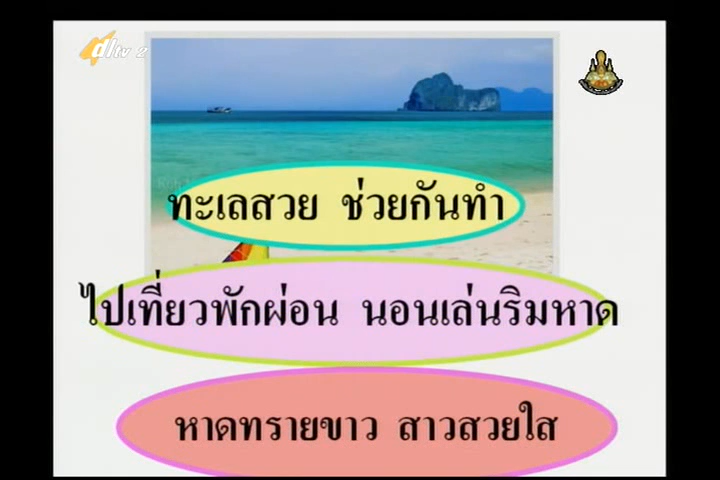 dltv 2
ทะเลสวย ช่วยกันทำ
ไปเที่ยวพักผ่อน นอนเล่นริมหาด
หาดทรายขาว สาวสวยใส